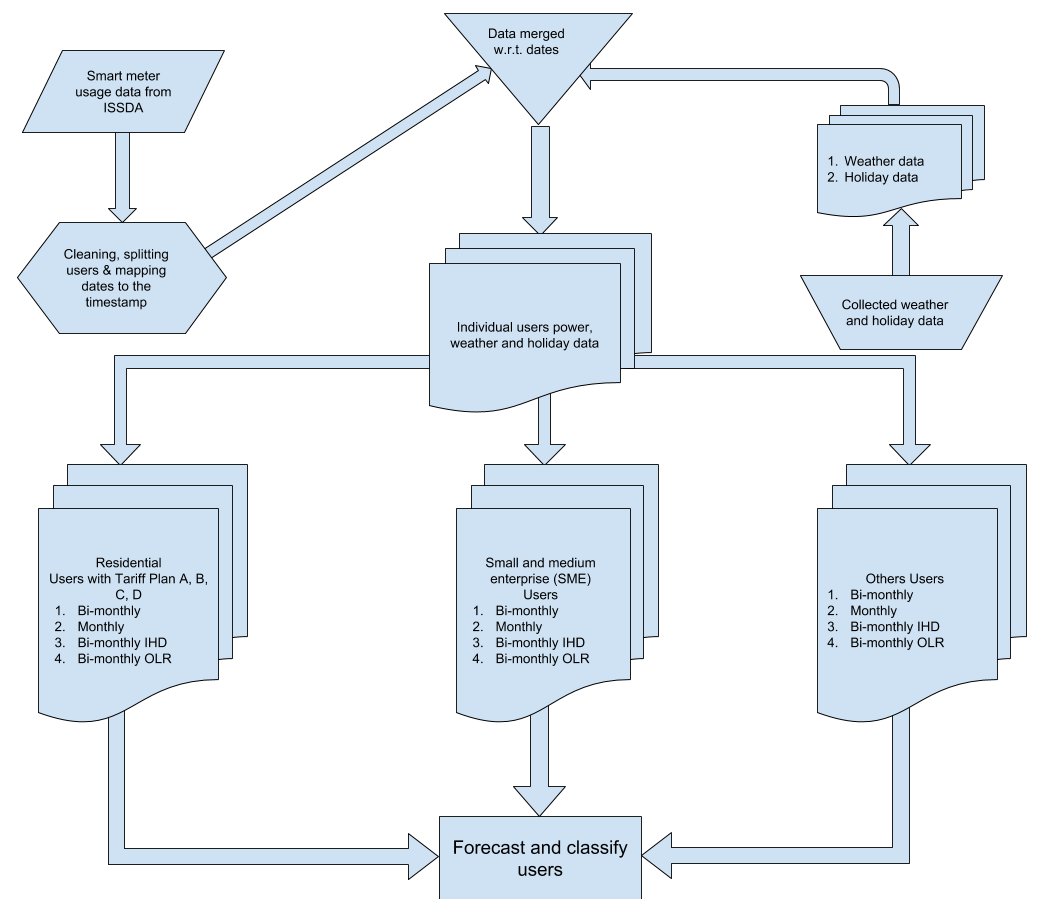 Data merged
w.r.t. dates
Smart meter
usage data from
ISSDA
1. Weather data
2. Holiday data
Cleaning, splitting
users & mapping
dates to the
timestamp
Collected weather
and holiday data
Individual users power,
weather and holiday data
Residential
Users with Tariff Plan A, B,
C, D
1. Bi-monthly
2. Monthly
3. Bi-monthly IHD
4. Bi-monthly OLR
Small and medium
enterprise (SME)
Users
1. Bi-monthly
2. Monthly
3. Bi-monthly IHD
4. Bi-monthly OLR
Others Users
1. Bi-monthly
2. Monthly
3. Bi-monthly IHD
4. Bi-monthly OLR
Forecast and classify
users